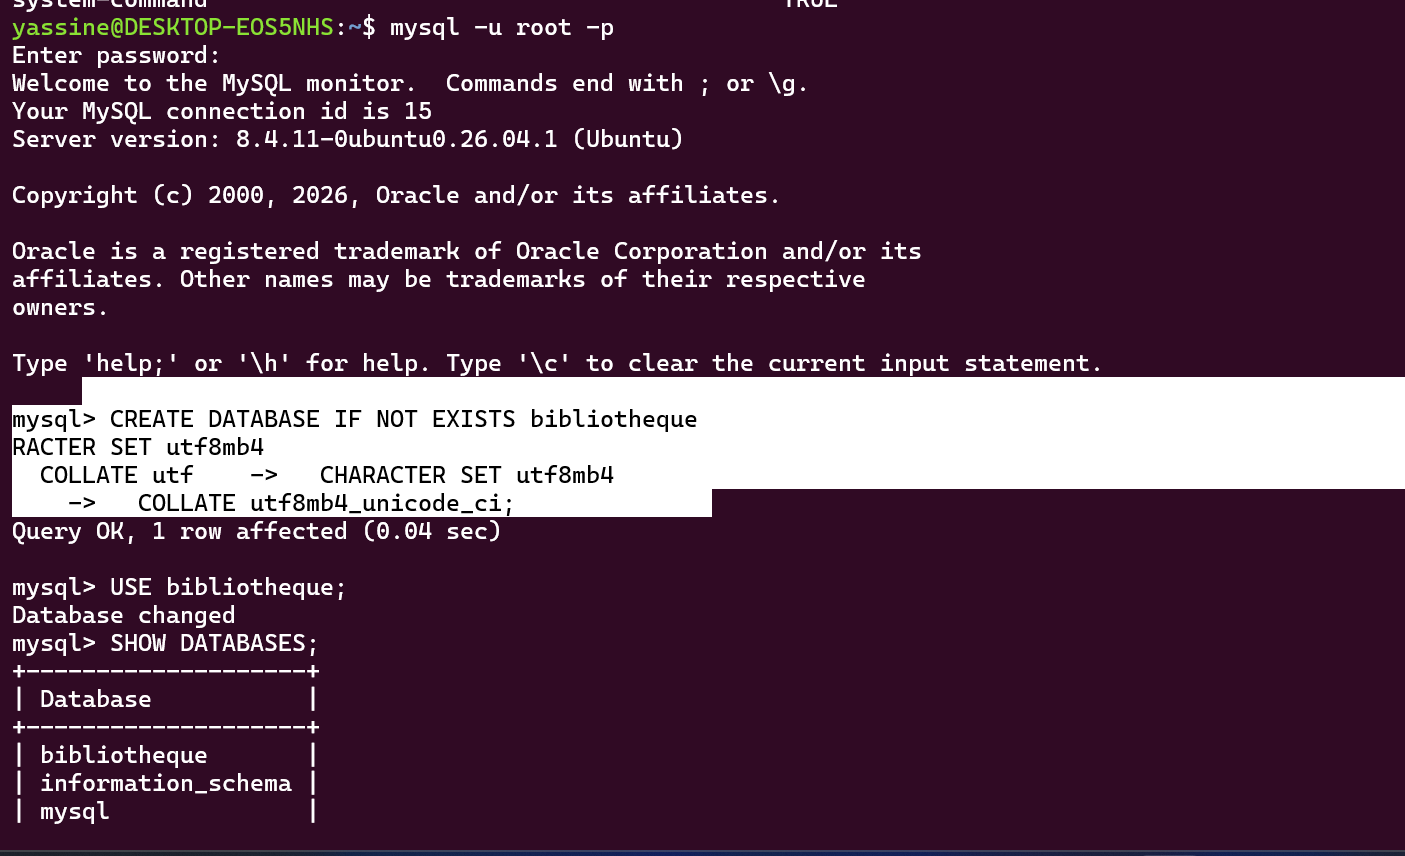 system-command TRUE
yassine@DESKTOP-EOS5NHS:~$ mysql -u root -p
Enter password:
Welcome to the MySQL monitor.  Commands end with ; or \g.
Your MySQL connection id is 15
Server version: 8.4.11-0ubuntu0.26.04.1 (Ubuntu)
Copyright (c) 2000, 2026, Oracle and/or its affiliates.
Oracle is a registered trademark of Oracle Corporation and/or its
affiliates. Other names may be trademarks of their respective
owners.
Type 'help;' or '\h' for help. Type '\c' to clear the current input statement.
mysql> CREATE DATABASE IF NOT EXISTS bibliotheque
RACTER SET utf8mb4
  COLLATE utf    ->   CHARACTER SET utf8mb4
    ->   COLLATE utf8mb4_unicode_ci;
Query OK, 1 row affected (0.04 sec)
mysql> USE bibliotheque;
Database changed
mysql> SHOW DATABASES;
+--------------------+
| Database           |
+--------------------+
| bibliotheque       |
| information_schema |
| mysql              |